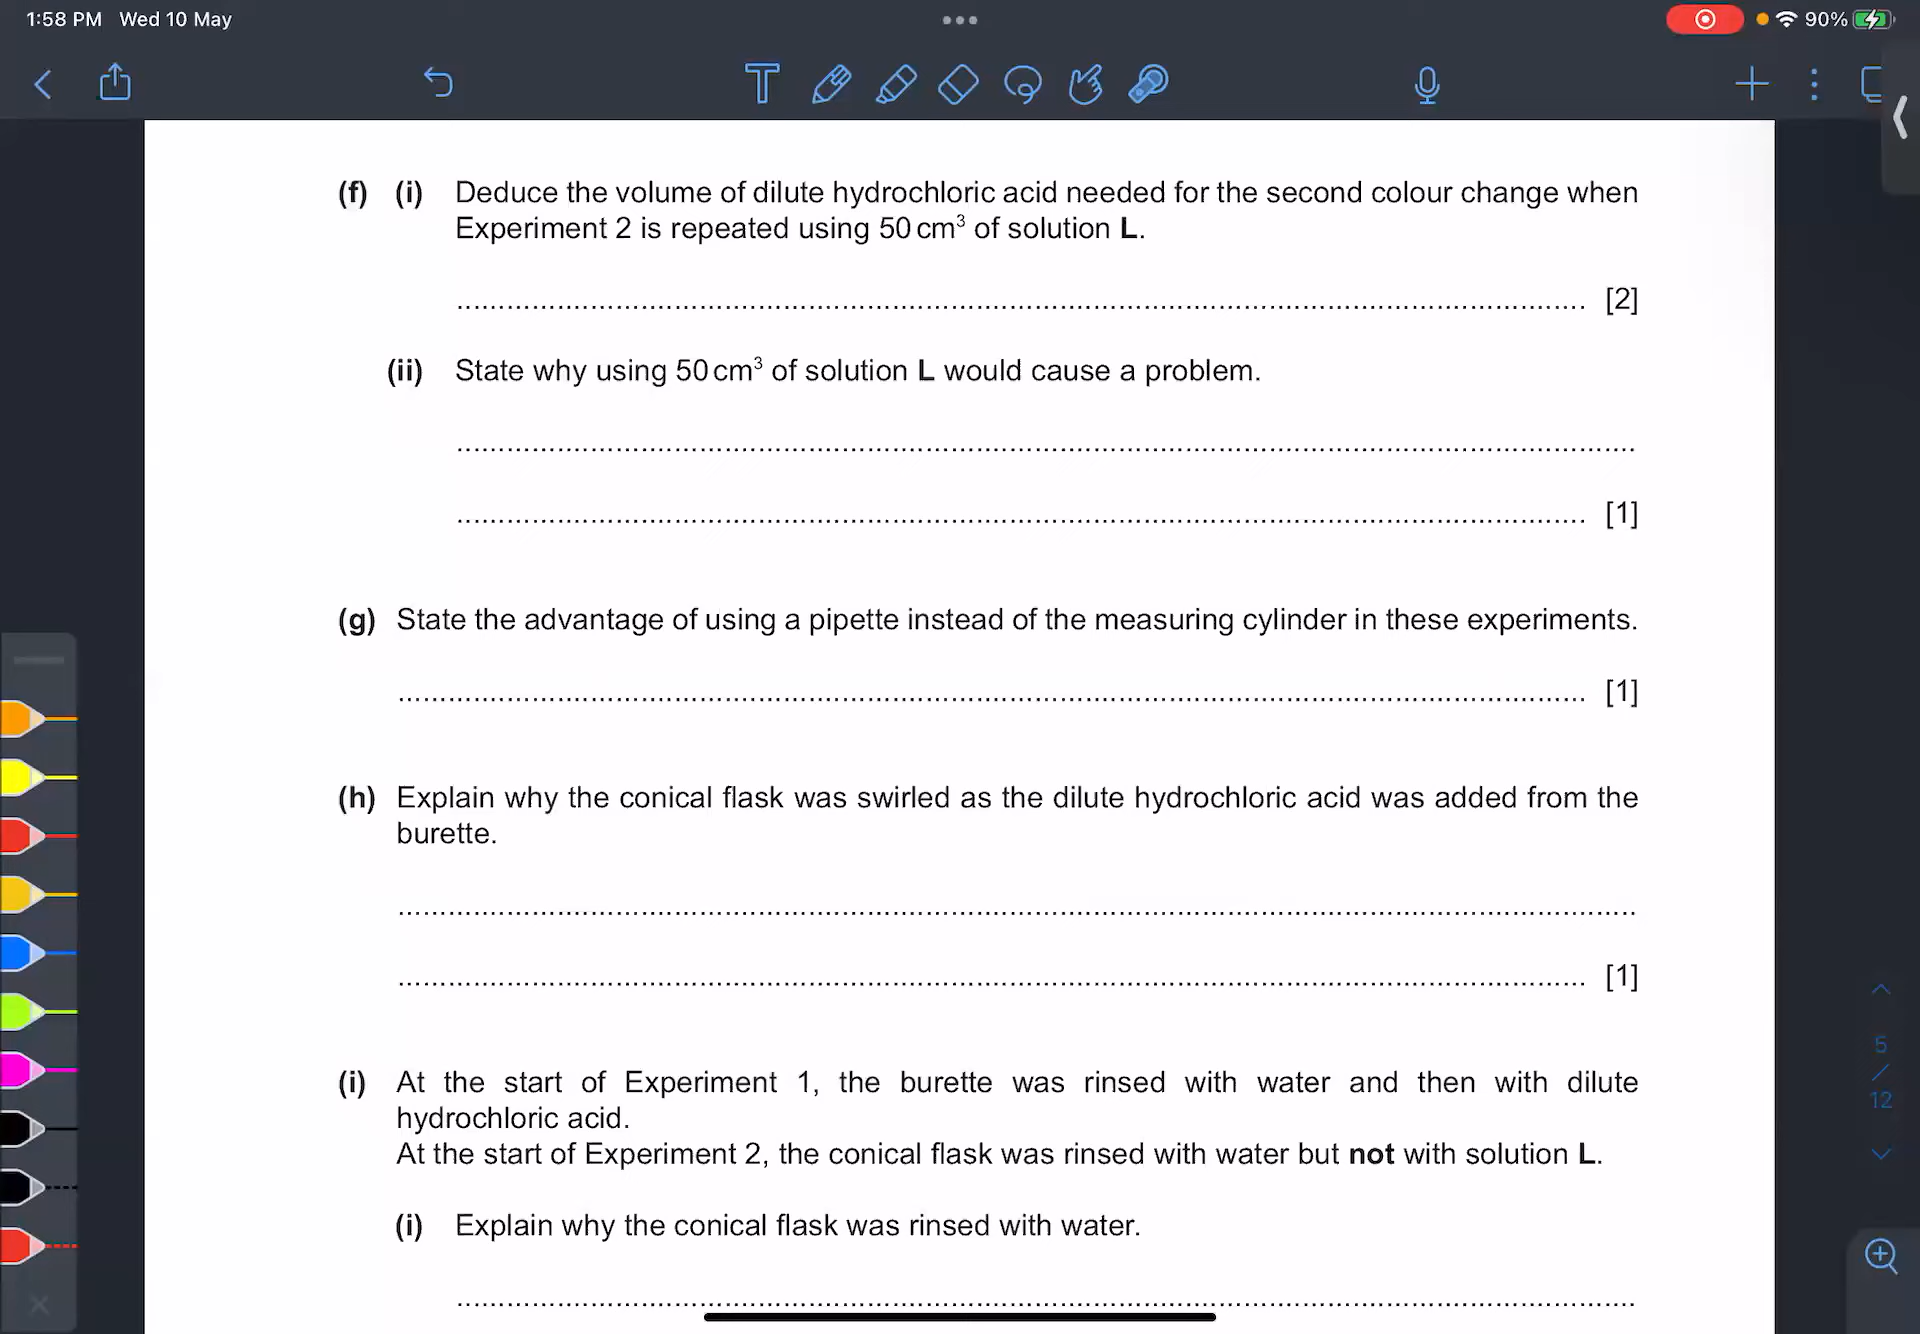 1:58 PM Wed 10 May
90%
(f) (i) Deduce the volume of dilute hydrochloric acid needed for the second colour change when
Experiment 2 is repeated using 50 cm³ of solution L.
[2]
(ii) State why using 50 cm³ of solution L would cause a problem.
[1]
(g) State the advantage of using a pipette instead of the measuring cylinder in these experiments.
[1]
(h) Explain why the conical flask was swirled as the dilute hydrochloric acid was added from the
burette.
[1]
(i) At the start of Experiment 1, the burette was rinsed with water and then with dilute
hydrochloric acid.
At the start of Experiment 2, the conical flask was rinsed with water but not with solution L.
(i) Explain why the conical flask was rinsed with water.
5
/
12